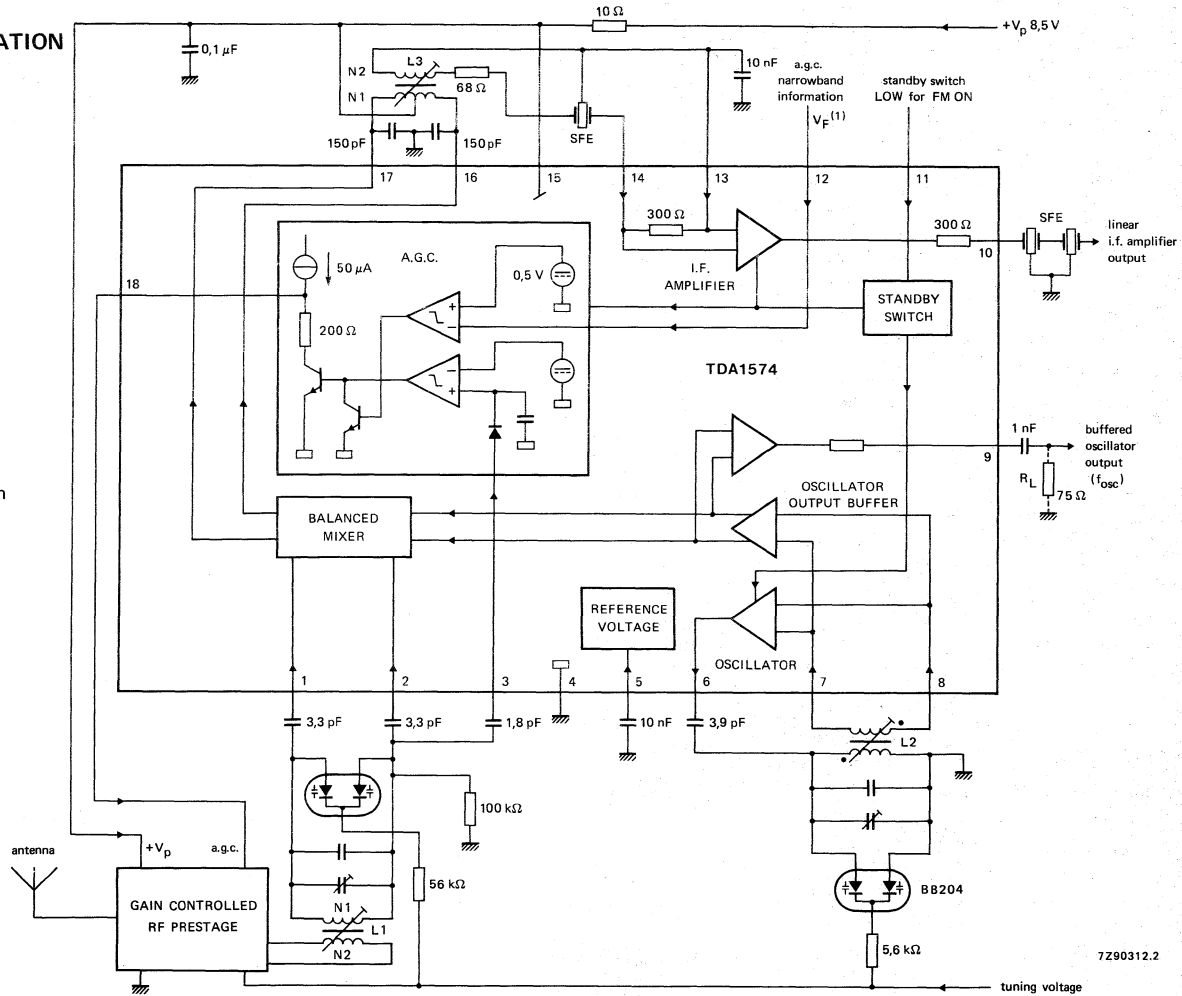 ATION
10 Ω
+Vp 8,5 V
0,1 µF
L3
N2
N1
68 Ω
10 nF
a.g.c.
narrowband
information
VF(1)
standby switch
LOW for FM ON
SFE
150 pF
150 pF
17
16
15
14
13
12
11
300 Ω
300 Ω
SFE
linear
i.f. amplifier
output
10
50 µA
A.G.C.
0,5 V
I.F.
AMPLIFIER
18
200 Ω
STANDBY
SWITCH
TDA1574
1 nF
buffered
oscillator
output
(fosc)
9
RL
75 Ω
n
BALANCED
MIXER
OSCILLATOR
OUTPUT BUFFER
REFERENCE
VOLTAGE
OSCILLATOR
1
2
3
4
5
6
7
8
3,3 pF
3,3 pF
1,8 pF
10 nF
3,9 pF
L2
100 kΩ
antenna
+Vp
a.g.c.
56 kΩ
BB204
GAIN CONTROLLED
RF PRESTAGE
N1
L1
N2
5,6 kΩ
7Z90312.2
tuning voltage